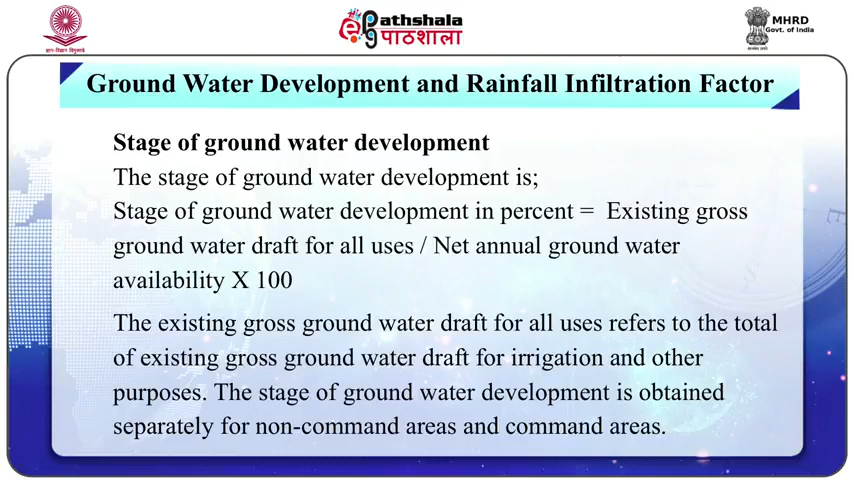 ज्ञान-विज्ञान विमुक्तये
ePathshala
पाठशाला
MHRD
Govt. of India
Ground Water Development and Rainfall Infiltration Factor
Stage of ground water development
The stage of ground water development is;
Stage of ground water development in percent = Existing gross
ground water draft for all uses / Net annual ground water
availability X 100
The existing gross ground water draft for all uses refers to the total
of existing gross ground water draft for irrigation and other
purposes. The stage of ground water development is obtained
separately for non-command areas and command areas.